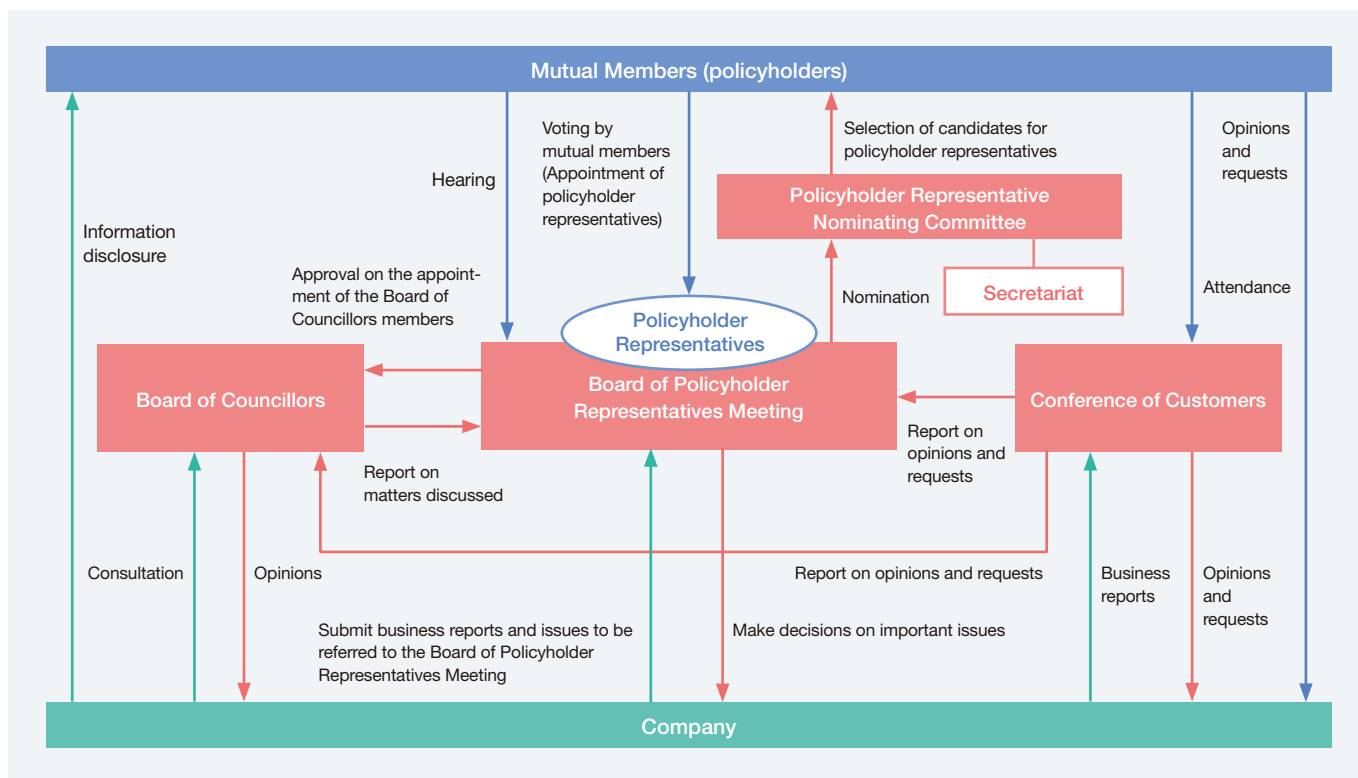 Mutual Members (policyholders)
Information
disclosure
Hearing
Voting by
mutual members
(Appointment of
policyholder
representatives)
Selection of candidates for
policyholder representatives
Opinions
and
requests
Policyholder Representative
Nominating Committee
Secretariat
Nomination
Attendance
Approval on the appoint-
ment of the Board of
Councillors members
Policyholder
Representatives
Board of Councillors
Board of Policyholder
Representatives Meeting
Conference of Customers
Report on
matters discussed
Report on
opinions and
requests
Consultation
Opinions
Report on opinions and requests
Business
reports
Opinions
and
requests
Submit business reports and issues to be
referred to the Board of Policyholder
Representatives Meeting
Make decisions on important issues
Company